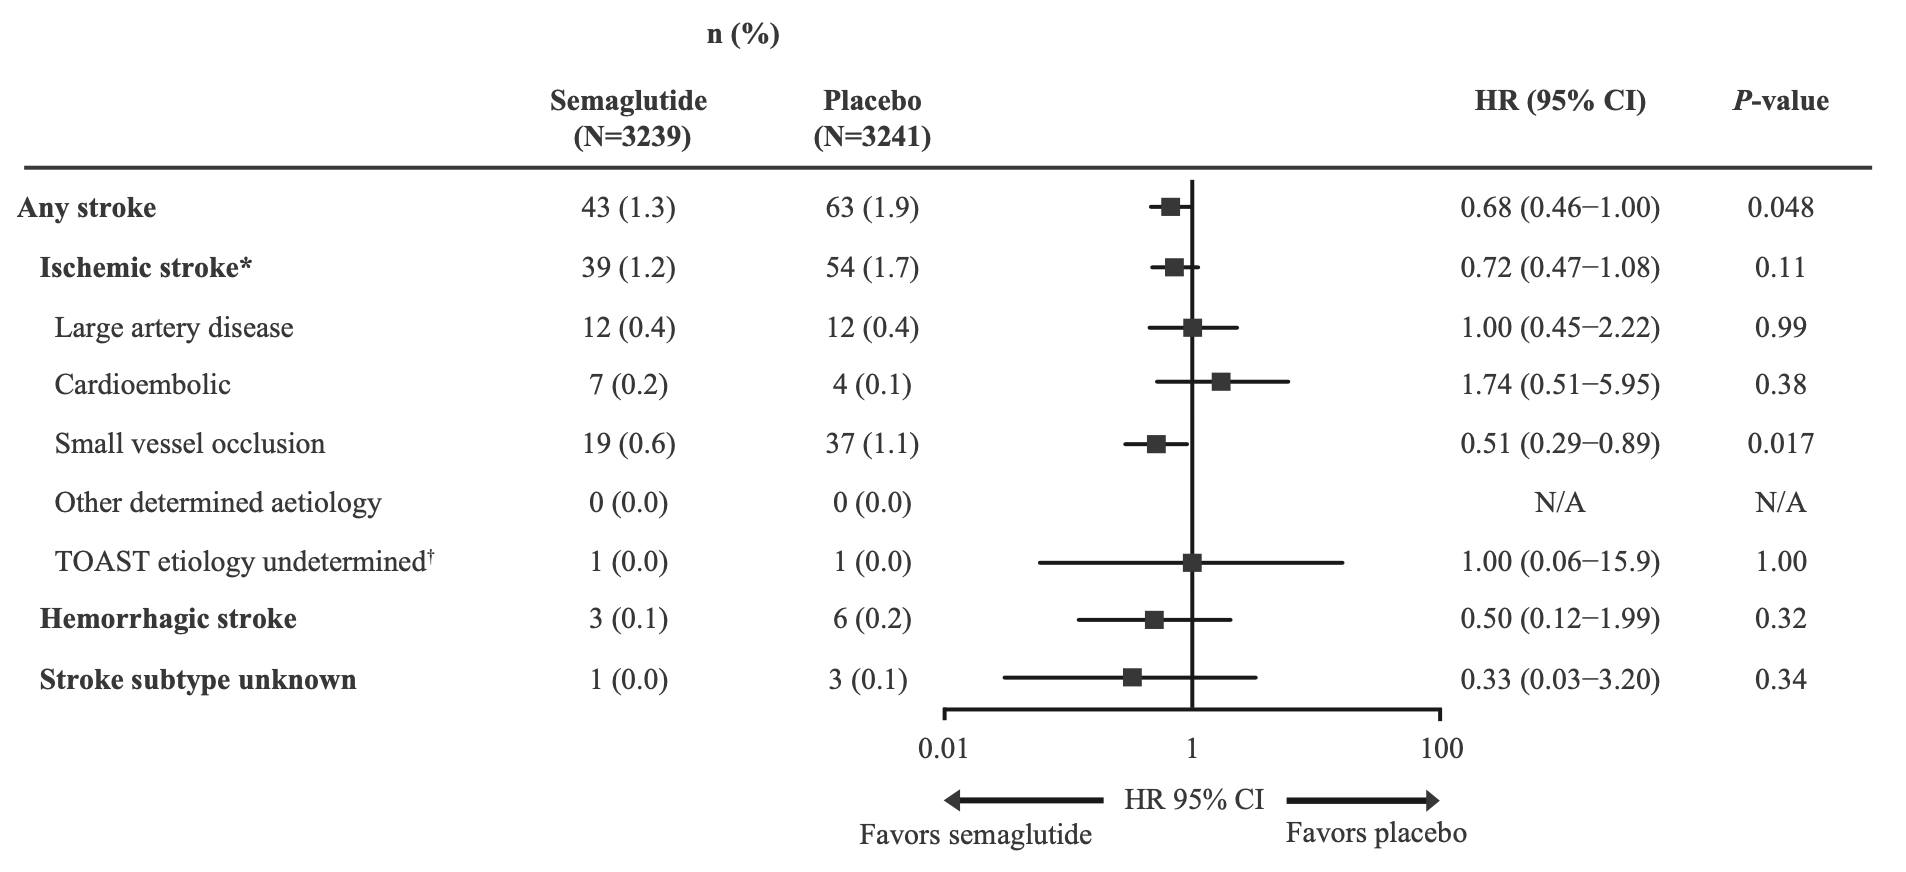 n (%)
Semaglutide Placebo HR (95% CI) P-value
(N=3239) (N=3241)
Any stroke 43 (1.3) 63 (1.9) 0.68 (0.46−1.00) 0.048
Ischemic stroke* 39 (1.2) 54 (1.7) 0.72 (0.47−1.08) 0.11
Large artery disease 12 (0.4) 12 (0.4) 1.00 (0.45−2.22) 0.99
Cardioembolic 7 (0.2) 4 (0.1) 1.74 (0.51−5.95) 0.38
Small vessel occlusion 19 (0.6) 37 (1.1) 0.51 (0.29−0.89) 0.017
Other determined aetiology 0 (0.0) 0 (0.0) N/A N/A
TOAST etiology undetermined† 1 (0.0) 1 (0.0) 1.00 (0.06−15.9) 1.00
Hemorrhagic stroke 3 (0.1) 6 (0.2) 0.50 (0.12−1.99) 0.32
Stroke subtype unknown 1 (0.0) 3 (0.1) 0.33 (0.03−3.20) 0.34
0.01 1 100
HR 95% CI
Favors semaglutide Favors placebo